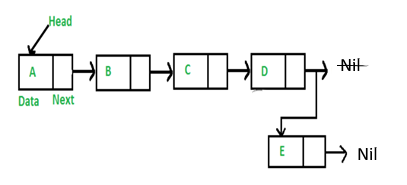 Head
A B C D Nil
Data Next
E Nil